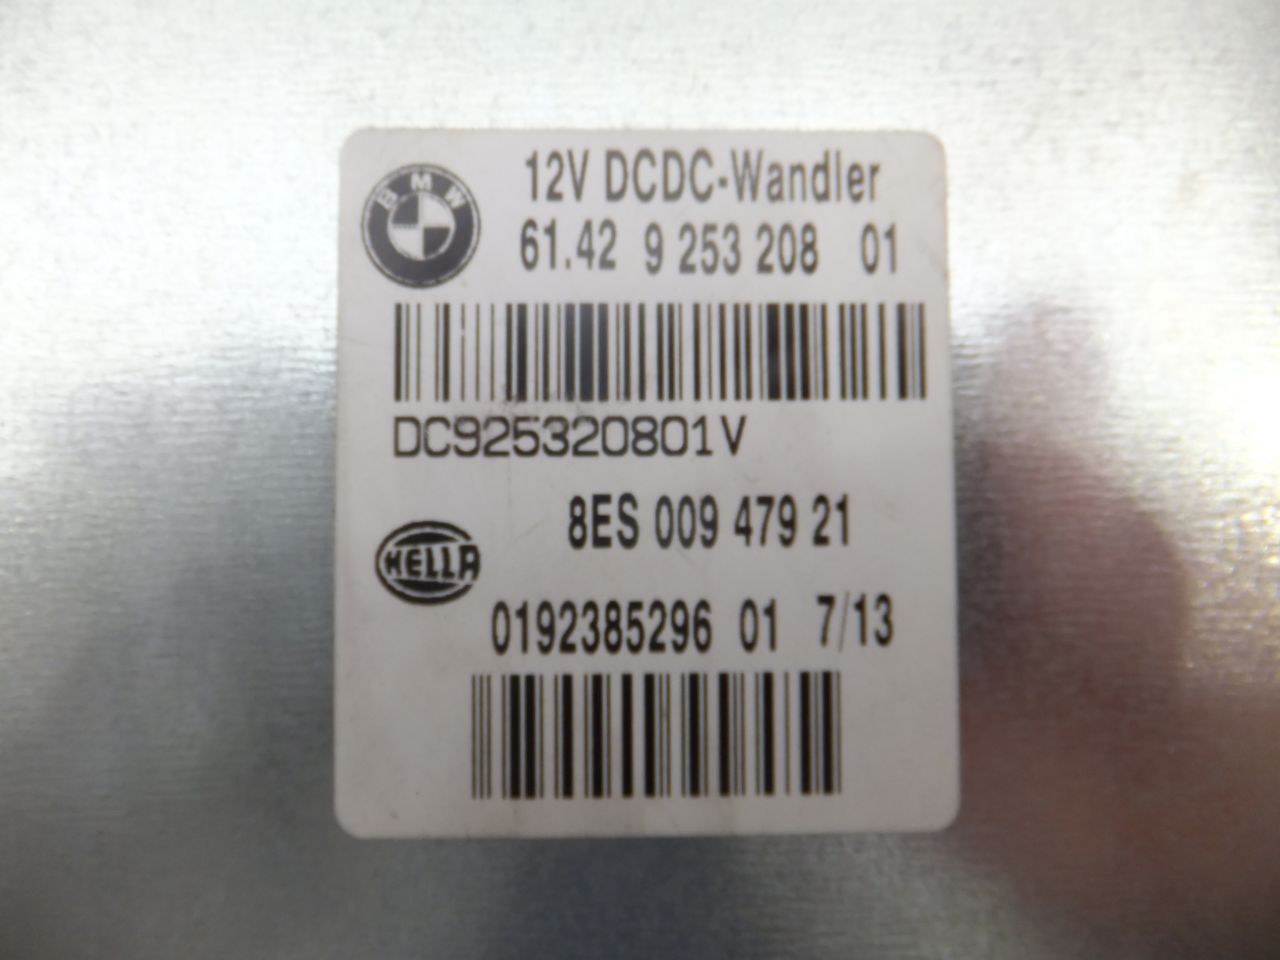 BMW
12V DCDC-Wandler
61.42 9 253 208 01
DC925320801V
8ES 009 479 21
HELLA
0192385296 01 7/13